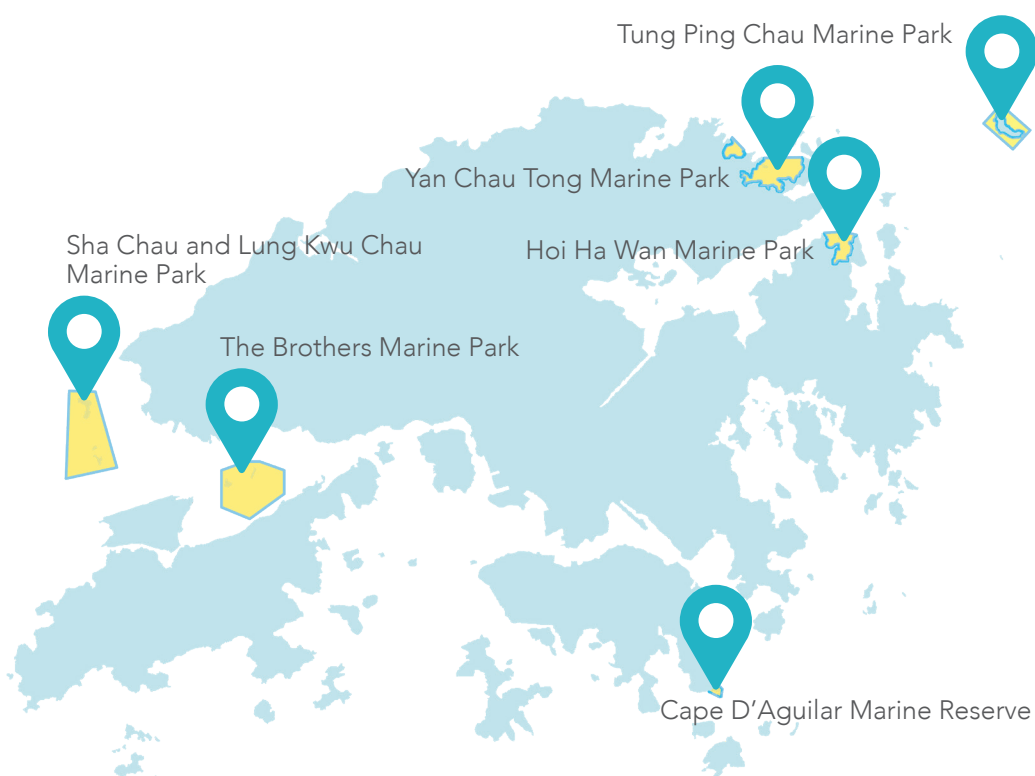 Tung Ping Chau Marine Park
Yan Chau Tong Marine Park
Sha Chau and Lung Kwu Chau
Marine Park
Hoi Ha Wan Marine Park
The Brothers Marine Park
Cape D’Aguilar Marine Reserve